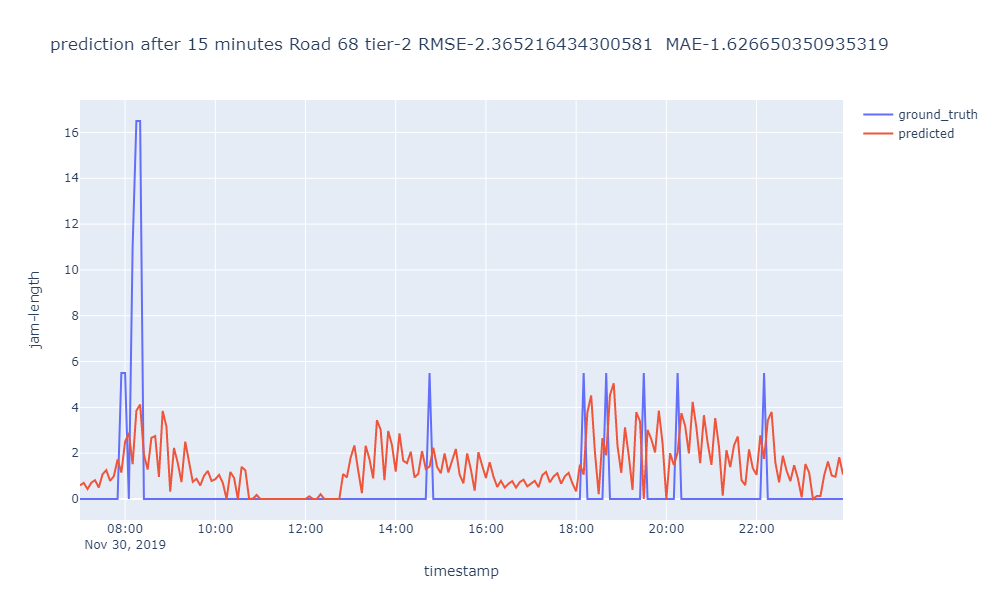 prediction after 15 minutes Road 68 tier-2 RMSE-2.365216434300581  MAE-1.626650350935319
ground_truth
predicted
16
14
12
10
8
6
4
2
0
jam-length
08:00 10:00 12:00 14:00 16:00 18:00 20:00 22:00
Nov 30, 2019
timestamp